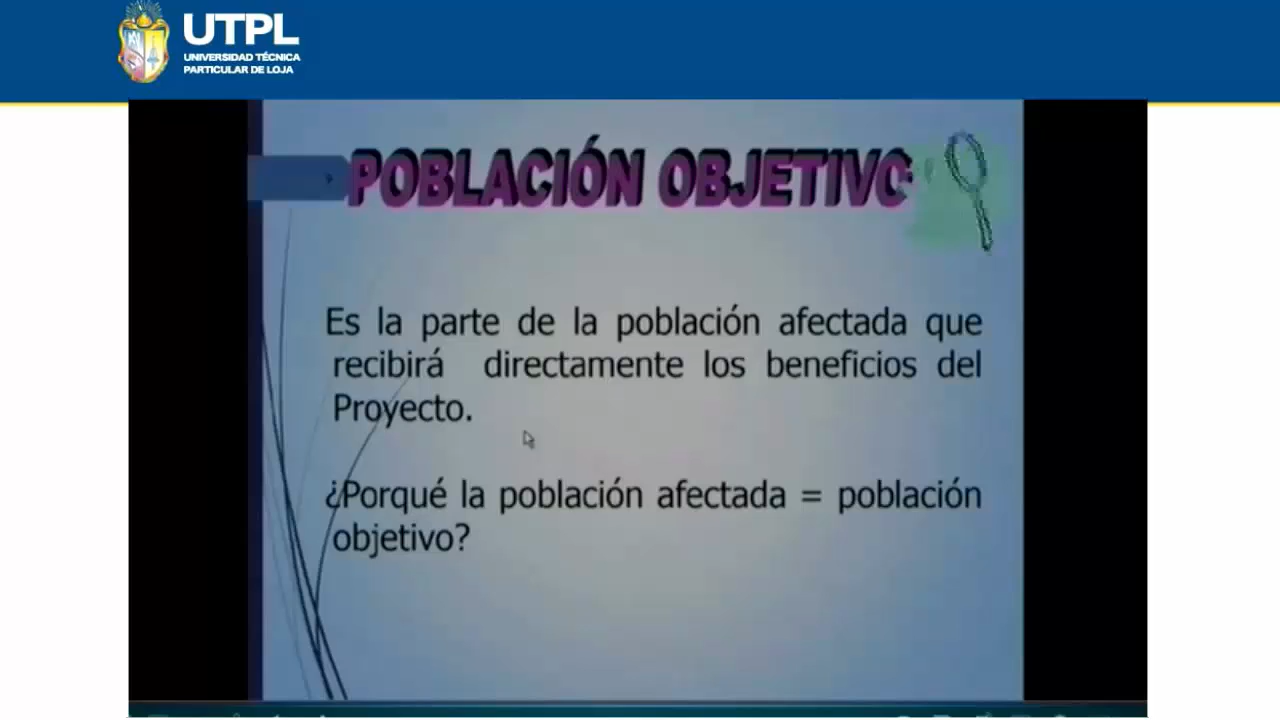 UTPL
UNIVERSIDAD TÉCNICA
PARTICULAR DE LOJA
POBLACIÓN OBJETIVO
Es la parte de la población afectada que
recibirá directamente los beneficios del
Proyecto.
¿Porqué la población afectada = población
objetivo?